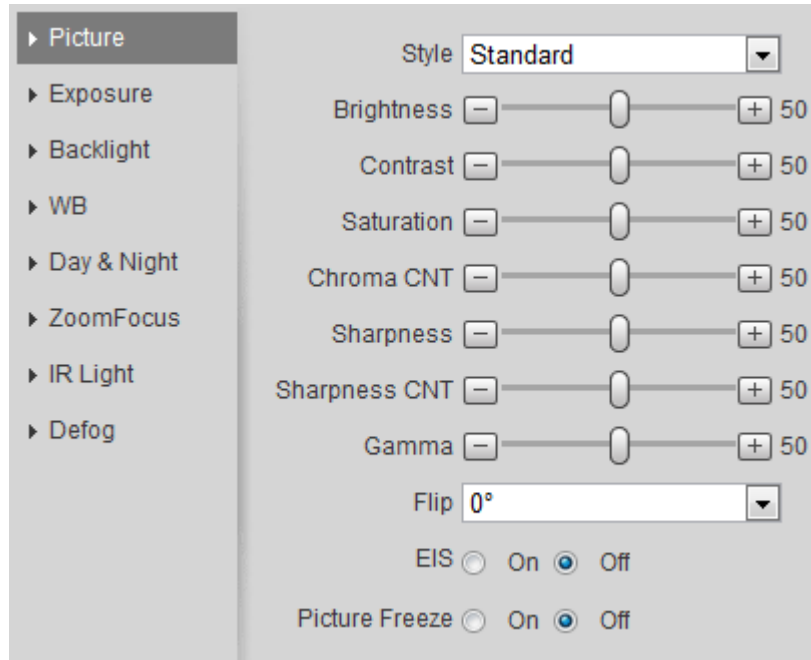 Picture
Exposure
Backlight
WB
Day & Night
ZoomFocus
IR Light
Defog
Style Standard
Brightness 50
Contrast 50
Saturation 50
Chroma CNT 50
Sharpness 50
Sharpness CNT 50
Gamma 50
Flip 0°
EIS On Off
Picture Freeze On Off